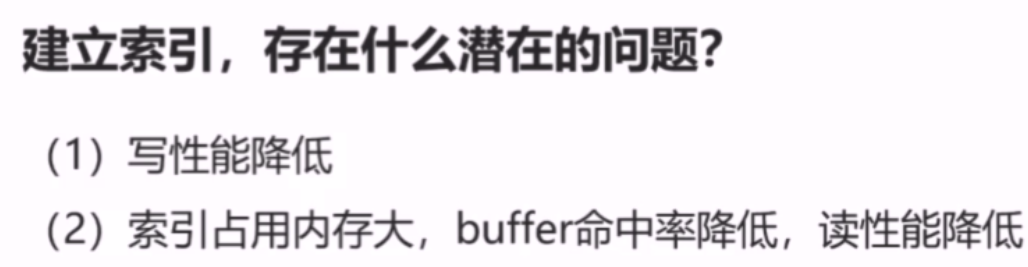 建立索引，存在什么潜在的问题？
（1）写性能降低
（2）索引占用内存大，buffer命中率降低，读性能降低